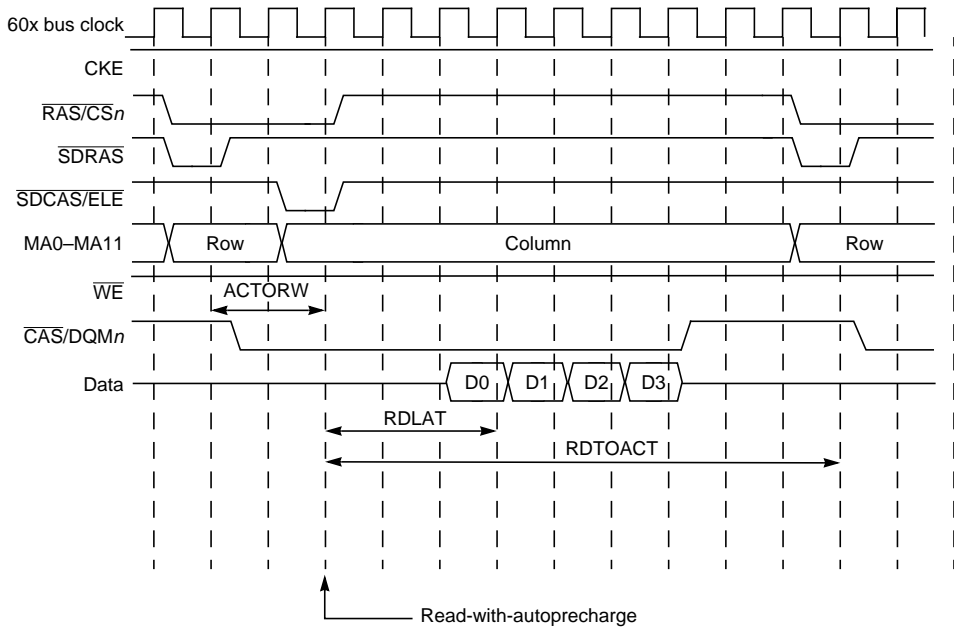 60x bus clock
CKE
RAS/CSn
SDRAS
SDCAS/ELE
MA0–MA11
Row
Column
Row
WE
ACTORW
CAS/DQMn
Data
D0
D1
D2
D3
RDLAT
RDTOACT
Read-with-autoprecharge